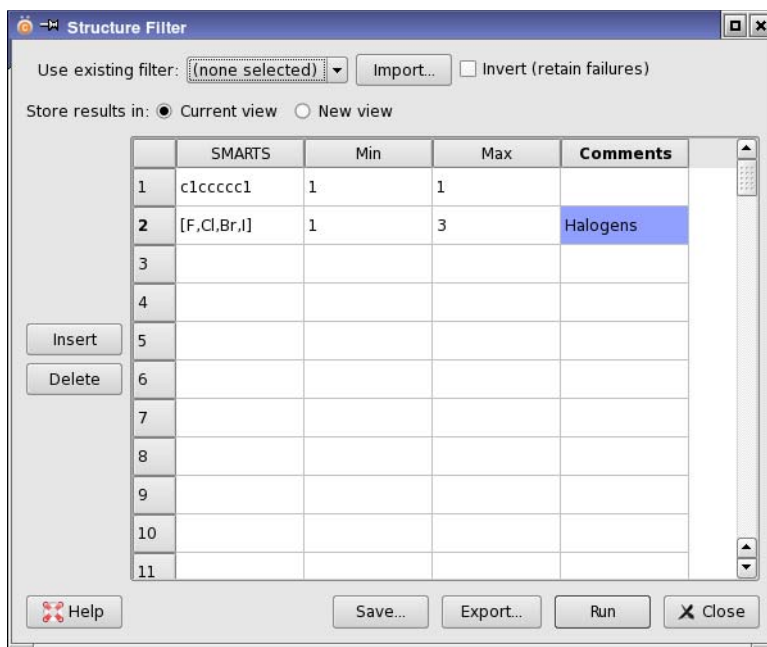 Structure Filter
Use existing filter: (none selected) Import... Invert (retain failures)
Store results in: Current view New view
SMARTS Min Max Comments
1 c1ccccc1 1 1
2 [F,Cl,Br,I] 1 3 Halogens
3
4
Insert 5
Delete 6
7
8
9
10
11
Help Save... Export... Run Close